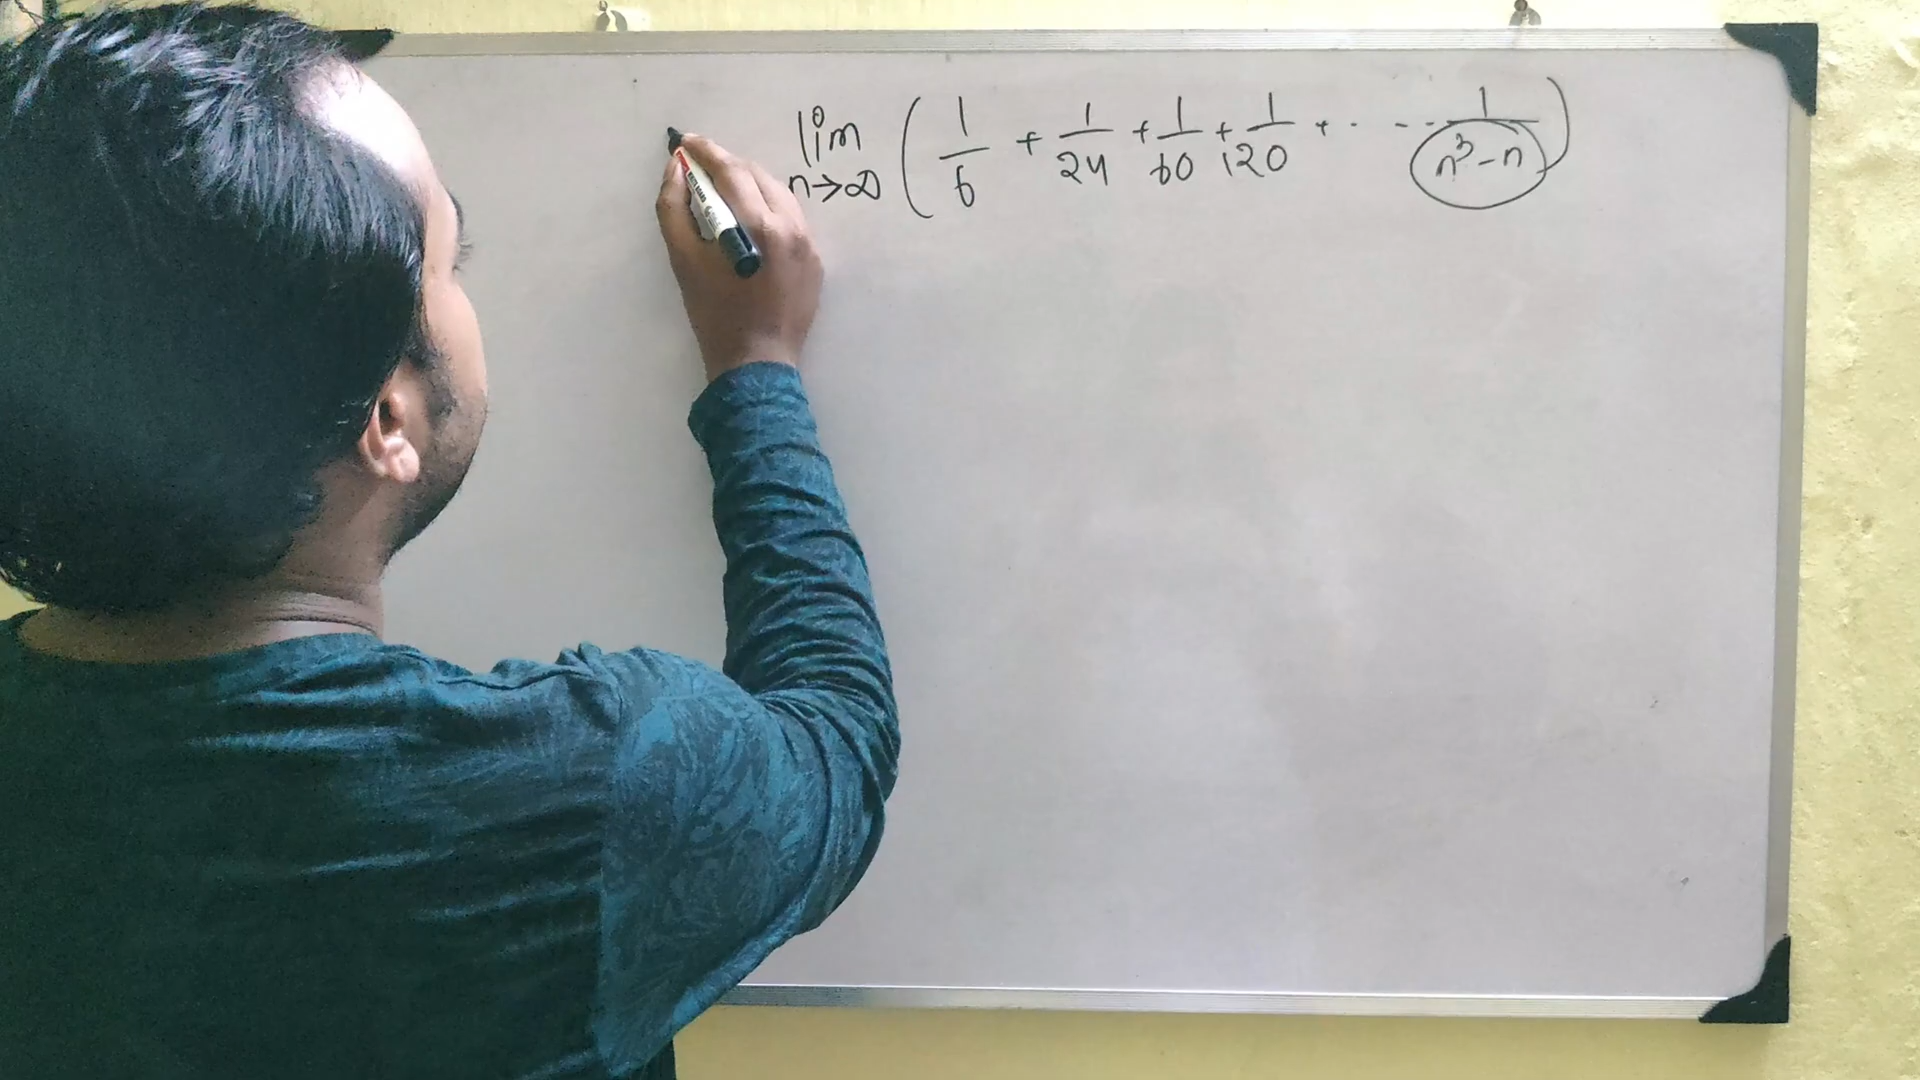 lim n→∞ ( 1/6 + 1/24 + 1/60 + 1/120 + · - - 1/(n³-n) )